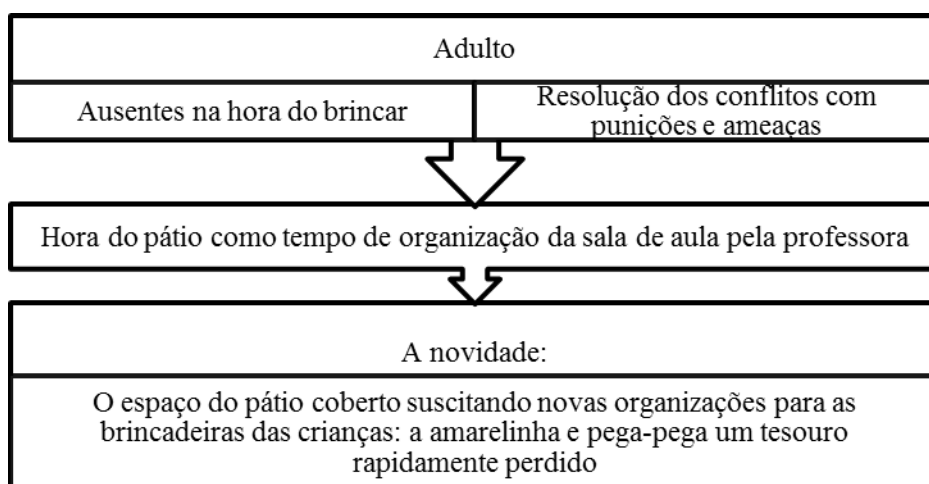 Adulto
Ausentes na hora do brincar
Resolução dos conflitos com
punições e ameaças
Hora do pátio como tempo de organização da sala de aula pela professora
A novidade:
O espaço do pátio coberto suscitando novas organizações para as
brincadeiras das crianças: a amarelinha e pega-pega um tesouro
rapidamente perdido